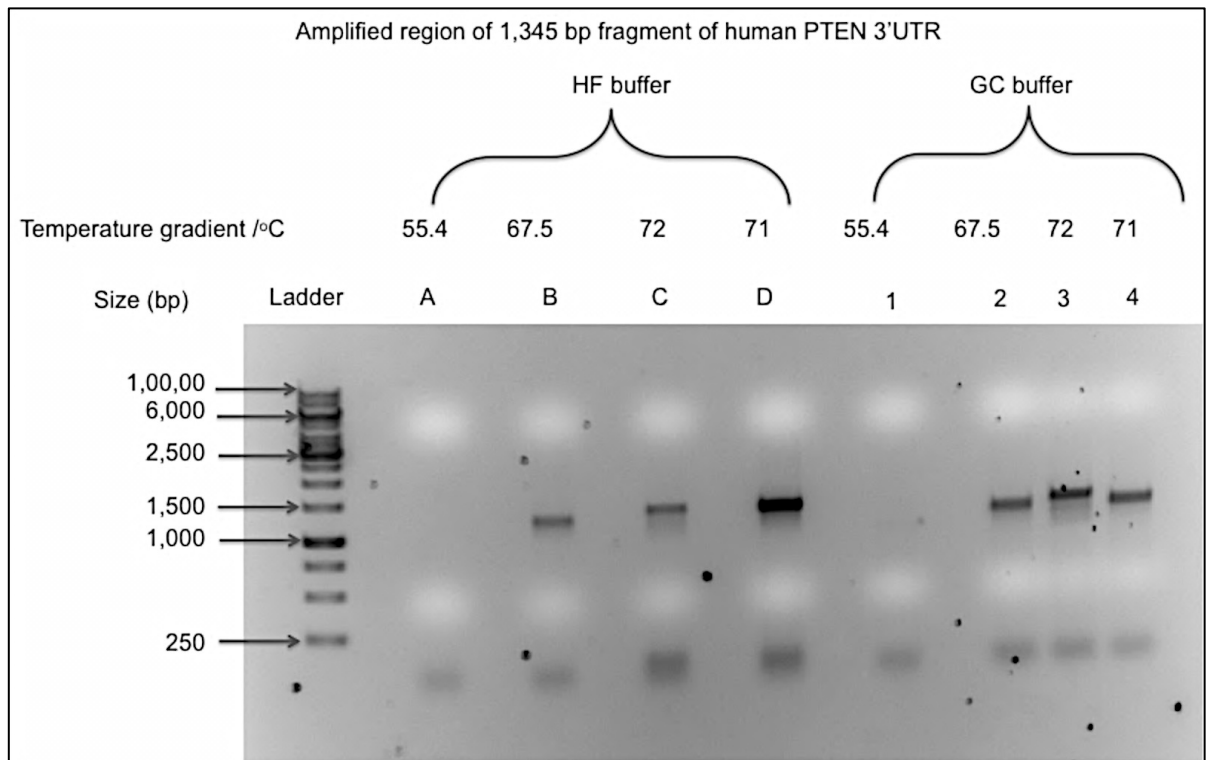 Amplified region of 1,345 bp fragment of human PTEN 3’UTR
HF buffer GC buffer
Temperature gradient /ºC 55.4 67.5 72 71 55.4 67.5 72 71
Size (bp) Ladder A B C D 1 2 3 4
1,00,00
6,000
2,500
1,500
1,000
250